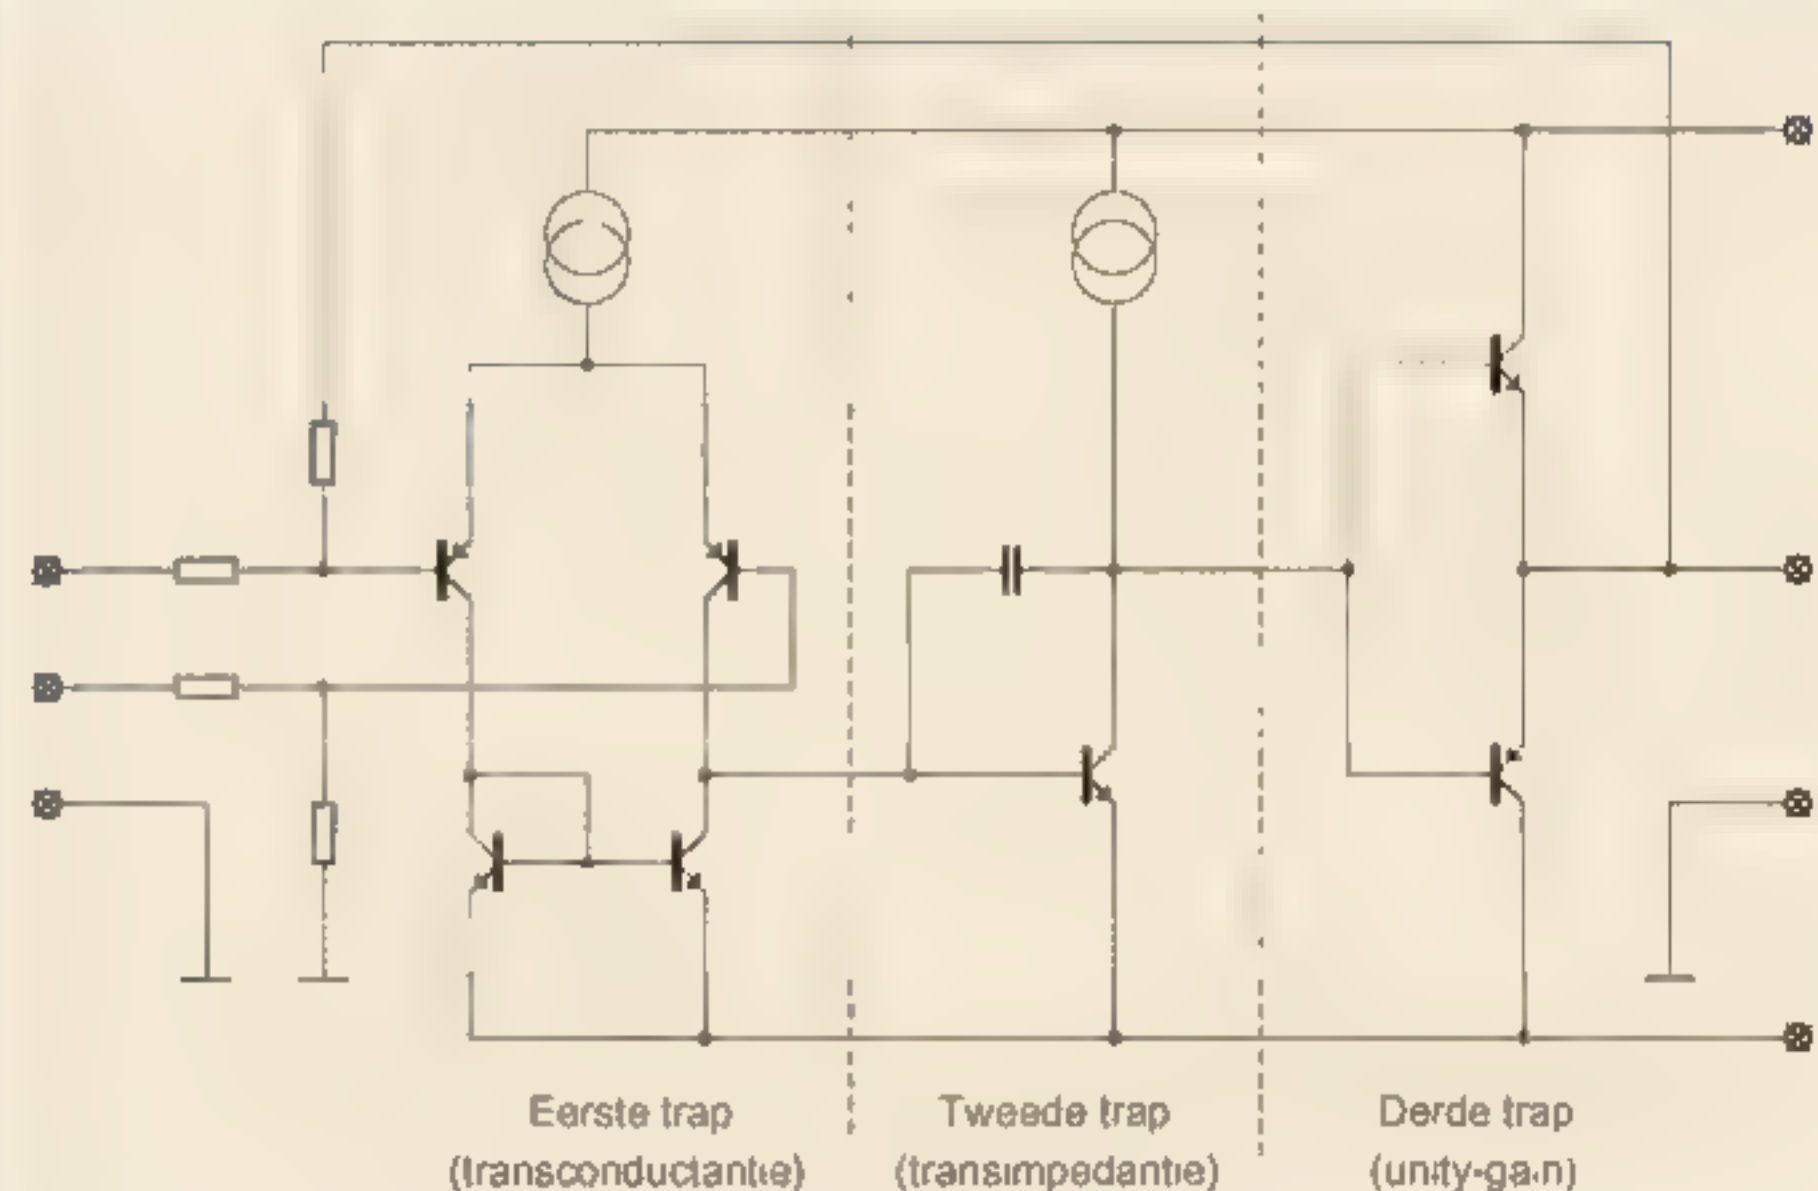 Eerste trap
(transconductantie)
Tweede trap
(transimpedantie)
Derde trap
(unity-gain)